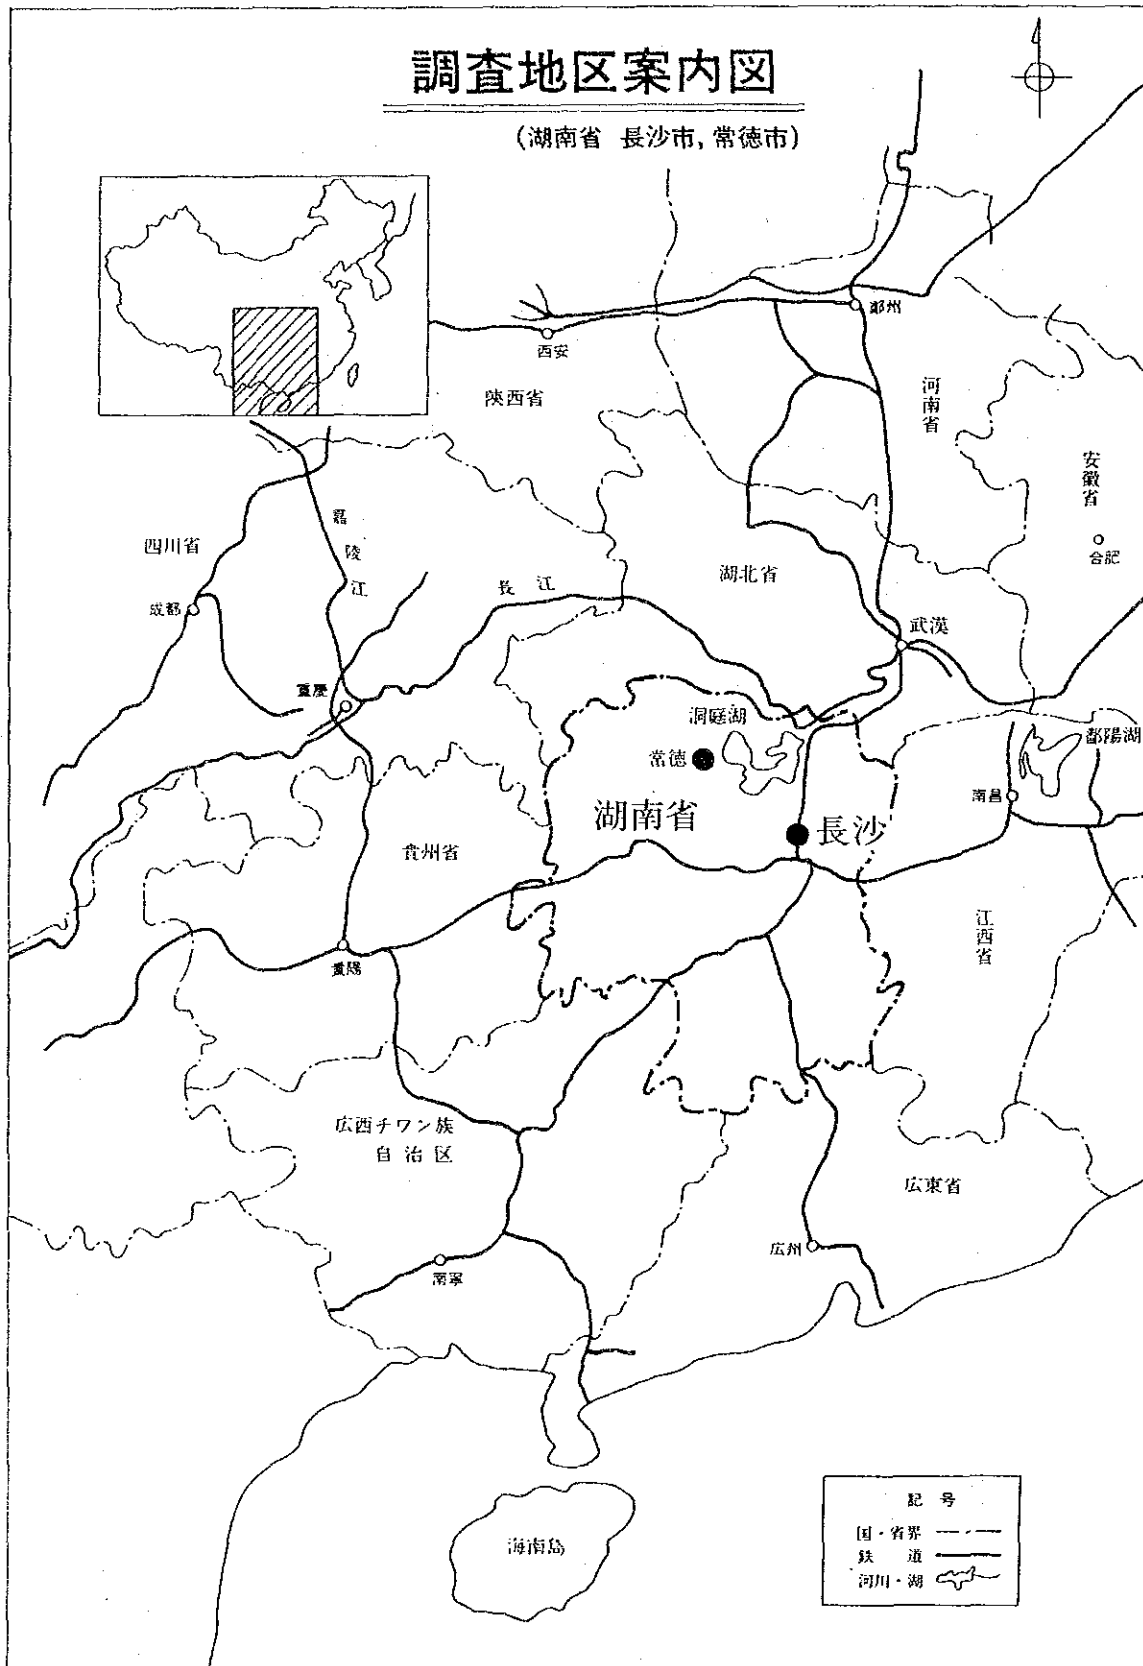 調査地区案内図
(湖南省 長沙市, 常徳市)
鄭州
西安
陝西省
河南省
安徽省
合肥
嘉陵江
四川省
成都
長江
湖北省
武漢
重慶
洞庭湖
鄱陽湖
常徳
南昌
湖南省
長沙
貴州省
江西省
貴陽
広西チワン族
自治区
広東省
広州
南寧
海南島
記号
国・省界
鉄道
河川・湖